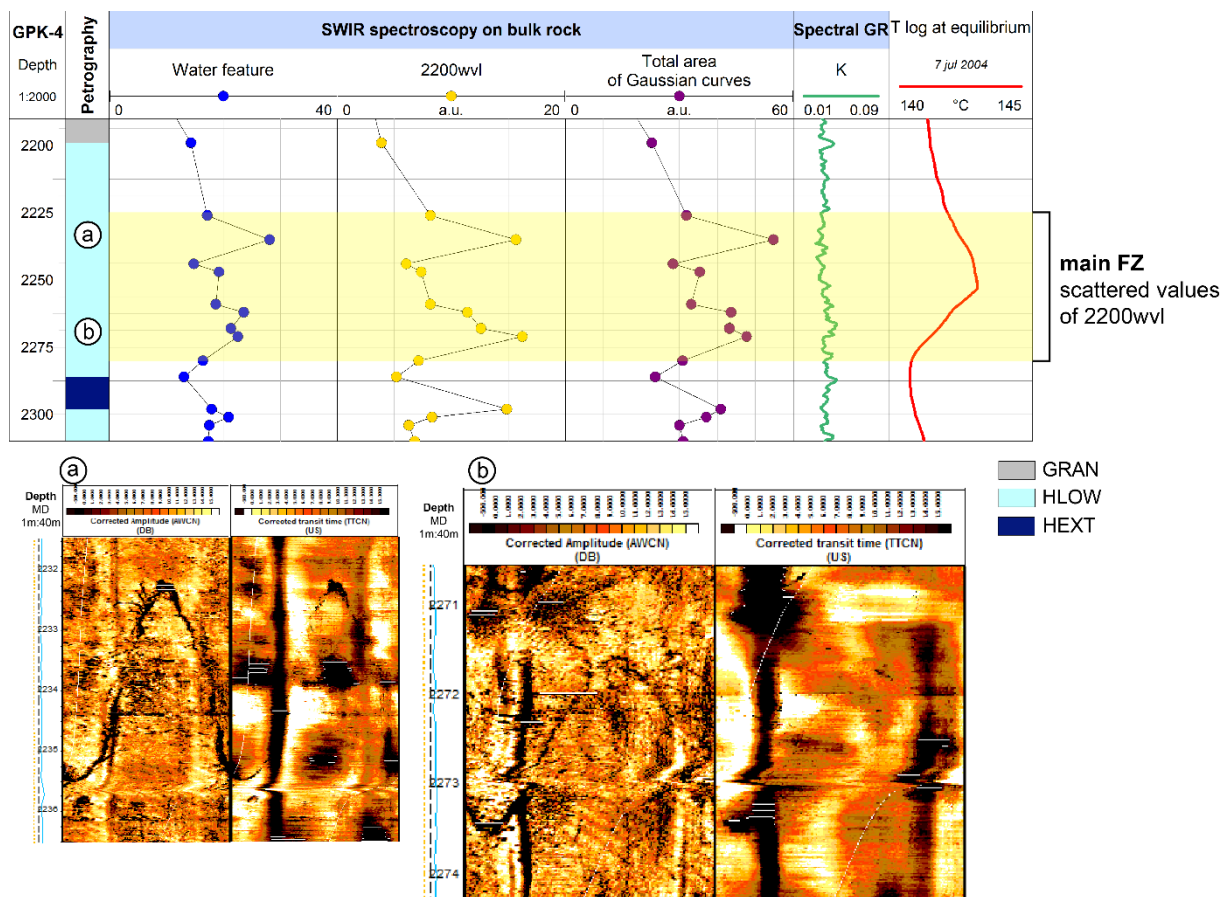 GPK-4
Petrography
SWIR spectroscopy on bulk rock
Spectral GR
T log at equilibrium
Depth
Water feature
2200wvl
Total area
of Gaussian curves
K
7 jul 2004
1:2000
0 40
0 a.u. 20
0 a.u. 60
0.01 0.09
140 °C 145
2200
2225
a
2250
b
2275
2300
main FZ
scattered values
of 2200wvl
a
Depth
MD
1m:40m
Corrected Amplitude (AWCN)
(DB)
Corrected transit time (TTCN)
(US)
2232
2233
2234
2235
2236
b
Depth
MD
1m:40m
Corrected Amplitude (AWCN)
(DB)
Corrected transit time (TTCN)
(US)
2271
2272
2273
2274
GRAN
HLOW
HEXT